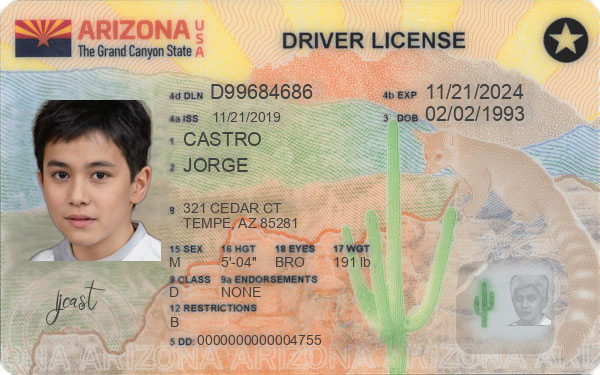 ARIZONA USA
The Grand Canyon State
DRIVER LICENSE
4d DLN D99684686
4b EXP 11/21/2024
4a ISS 11/21/2019
3 DOB 02/02/1993
1 CASTRO
2 JORGE
8 321 CEDAR CT
TEMPE, AZ 85281
15 SEX 16 HGT 18 EYES 17 WGT
M 5'-04" BRO 191 lb
9 CLASS 9a ENDORSEMENTS
D NONE
12 RESTRICTIONS
B
jjcast
5 DD: 0000000000004755
ARIZONA ARIZONA ARIZONA ARIZONA